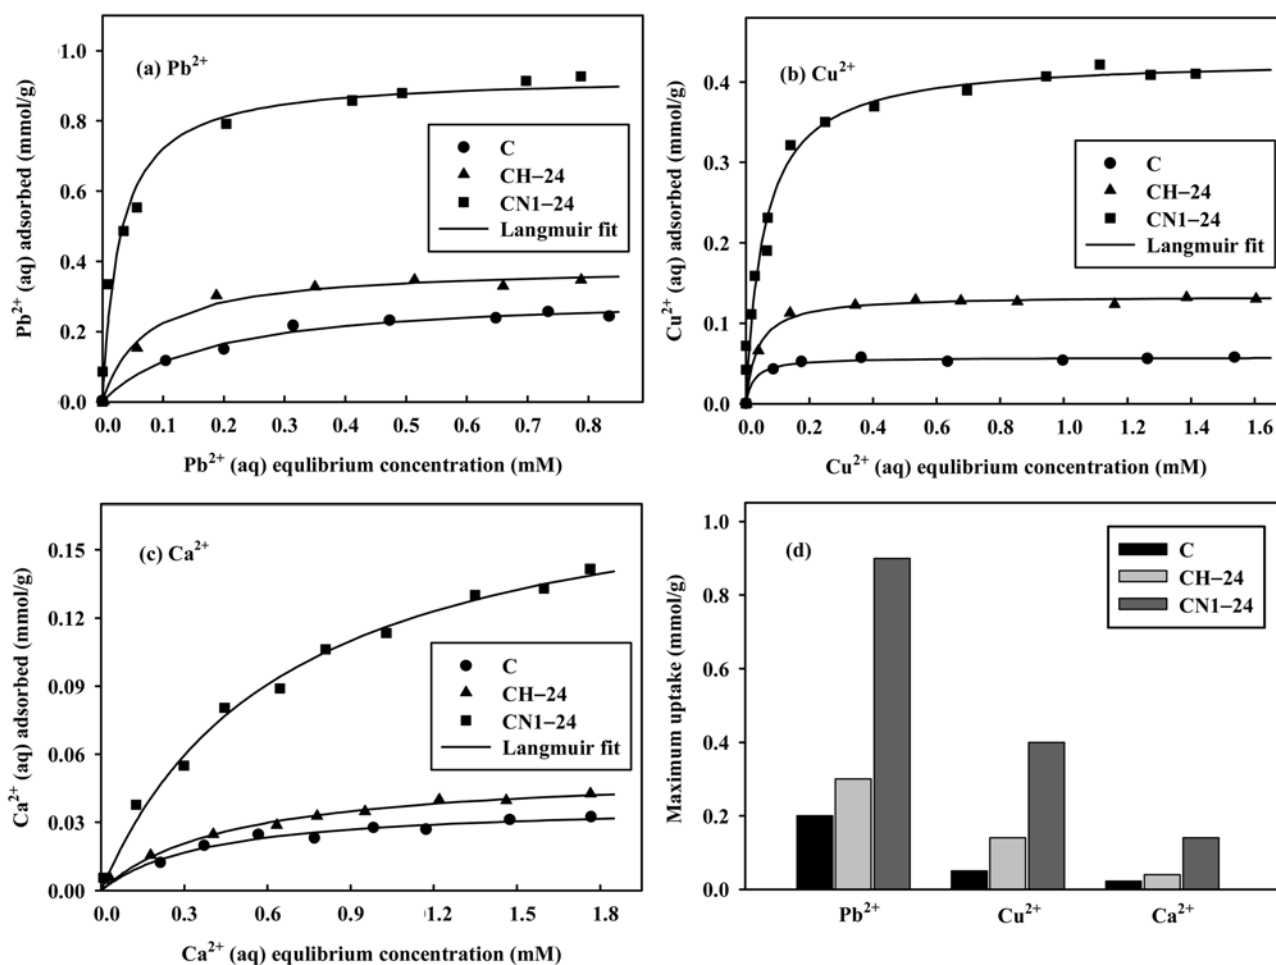 (a) Pb²⁺
Pb²⁺ (aq) adsorbed (mmol/g)
1.0
0.8
0.6
0.4
0.2
0.0
C
CH−24
CN1−24
Langmuir fit
0.0 0.1 0.2 0.3 0.4 0.5 0.6 0.7 0.8
Pb²⁺ (aq) equlibrium concentration (mM)
(b) Cu²⁺
Cu²⁺ (aq) adsorbed (mmol/g)
0.4
0.3
0.2
0.1
0.0
C
CH−24
CN1−24
Langmuir fit
0.0 0.2 0.4 0.6 0.8 1.0 1.2 1.4 1.6
Cu²⁺ (aq) equlibrium concentration (mM)
(c) Ca²⁺
Ca²⁺ (aq) adsorbed (mmol/g)
0.15
0.12
0.09
0.06
0.03
0.00
C
CH−24
CN1−24
Langmuir fit
0.0 0.3 0.6 0.9 1.2 1.5 1.8
Ca²⁺ (aq) equlibrium concentration (mM)
(d)
Maximum uptake (mmol/g)
1.0
0.8
0.6
0.4
0.2
0.0
C
CH−24
CN1−24
Pb²⁺ Cu²⁺ Ca²⁺